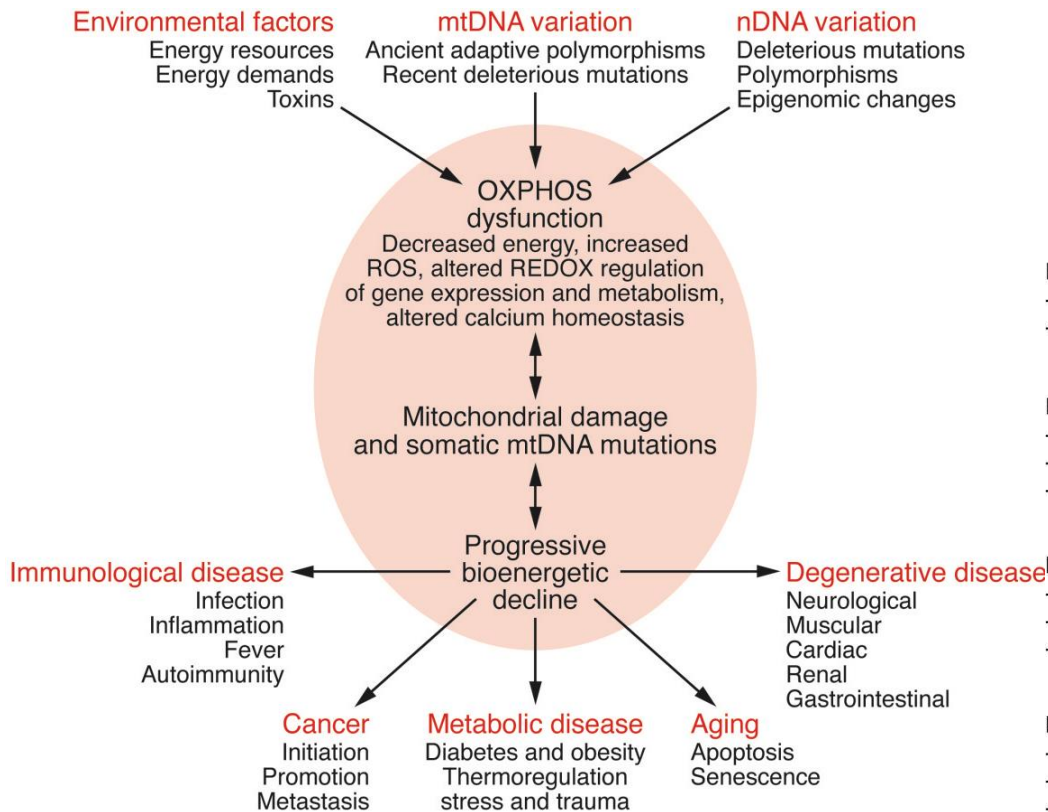 Environmental factors
Energy resources
Energy demands
Toxins
mtDNA variation
Ancient adaptive polymorphisms
Recent deleterious mutations
nDNA variation
Deleterious mutations
Polymorphisms
Epigenomic changes
OXPHOS
dysfunction
Decreased energy, increased
ROS, altered REDOX regulation
of gene expression and metabolism,
altered calcium homeostasis
Mitochondrial damage
and somatic mtDNA mutations
Progressive
bioenergetic
decline
Immunological disease
Infection
Inflammation
Fever
Autoimmunity
Degenerative disease
Neurological
Muscular
Cardiac
Renal
Gastrointestinal
Cancer
Initiation
Promotion
Metastasis
Metabolic disease
Diabetes and obesity
Thermoregulation
stress and trauma
Aging
Apoptosis
Senescence